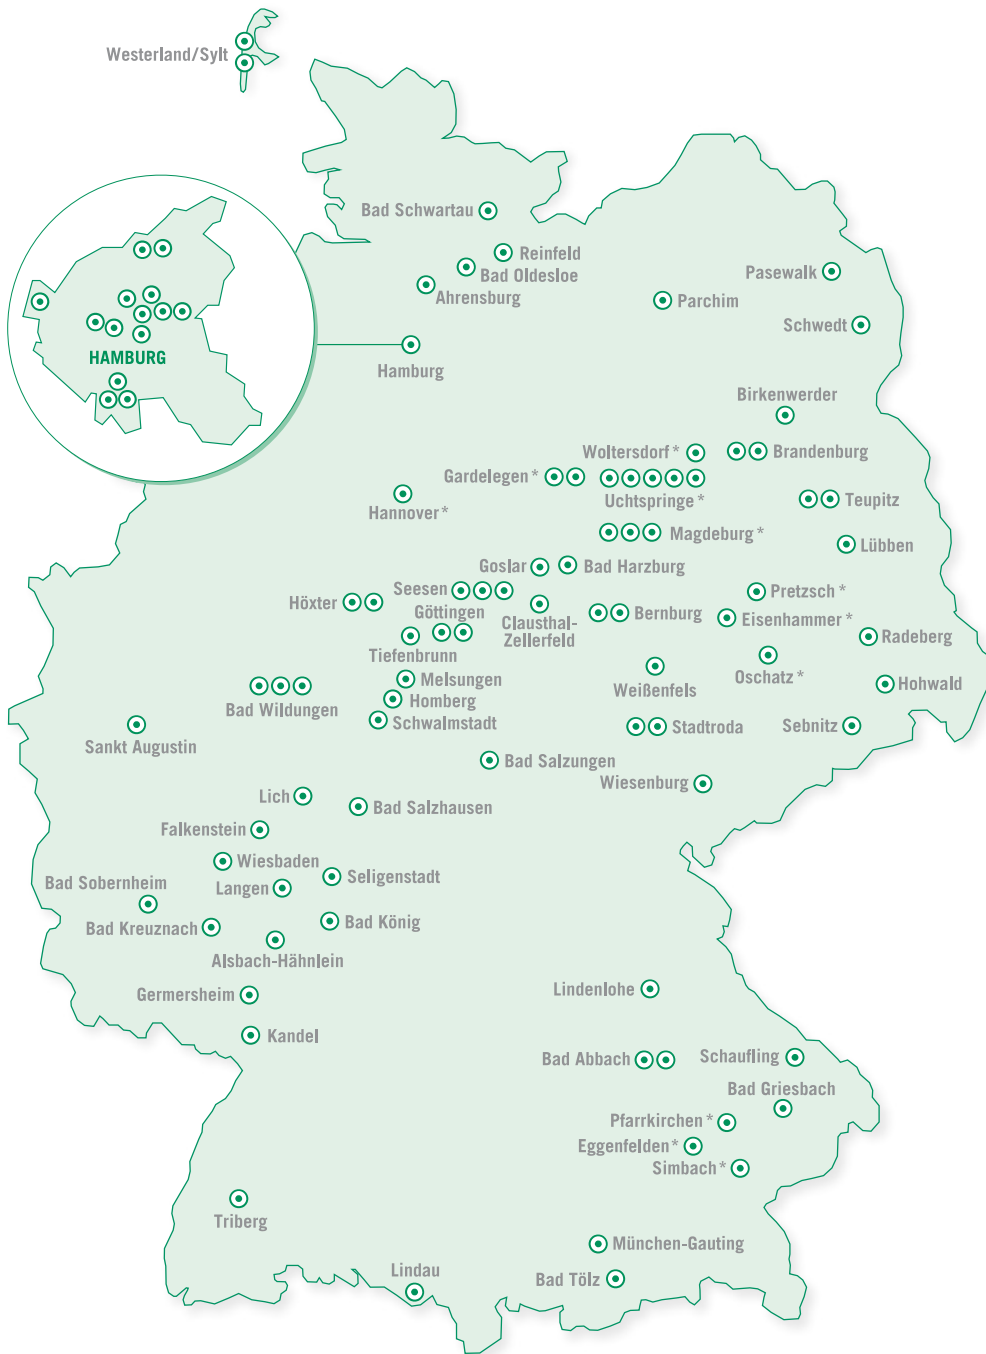 Westerland/Sylt
Bad Schwartau
Reinfeld
Bad Oldesloe
Ahrensburg
Pasewalk
Parchim
Schwedt
HAMBURG
Hamburg
Birkenwerder
Woltersdorf *
Brandenburg
Gardelegen *
Uchtspringe *
Teupitz
Hannover *
Magdeburg *
Lübben
Goslar
Bad Harzburg
Seesen
Pretzsch *
Höxter
Göttingen
Clausthal-
Zellerfeld
Bernburg
Eisenhammer *
Radeberg
Tiefenbrunn
Melsungen
Weißenfels
Oschatz *
Hohwald
Bad Wildungen
Homberg
Schwalmstadt
Stadtroda
Sebnitz
Sankt Augustin
Bad Salzungen
Wiesenburg
Lich
Bad Salzhausen
Falkenstein
Wiesbaden
Seligenstadt
Langen
Bad Sobernheim
Bad Kreuznach
Bad König
Alsbach-Hähnlein
Germersheim
Lindenlohe
Kandel
Bad Abbach
Schaufling
Bad Griesbach
Pfarrkirchen *
Eggenfelden *
Simbach *
Triberg
München-Gauting
Lindau
Bad Tölz